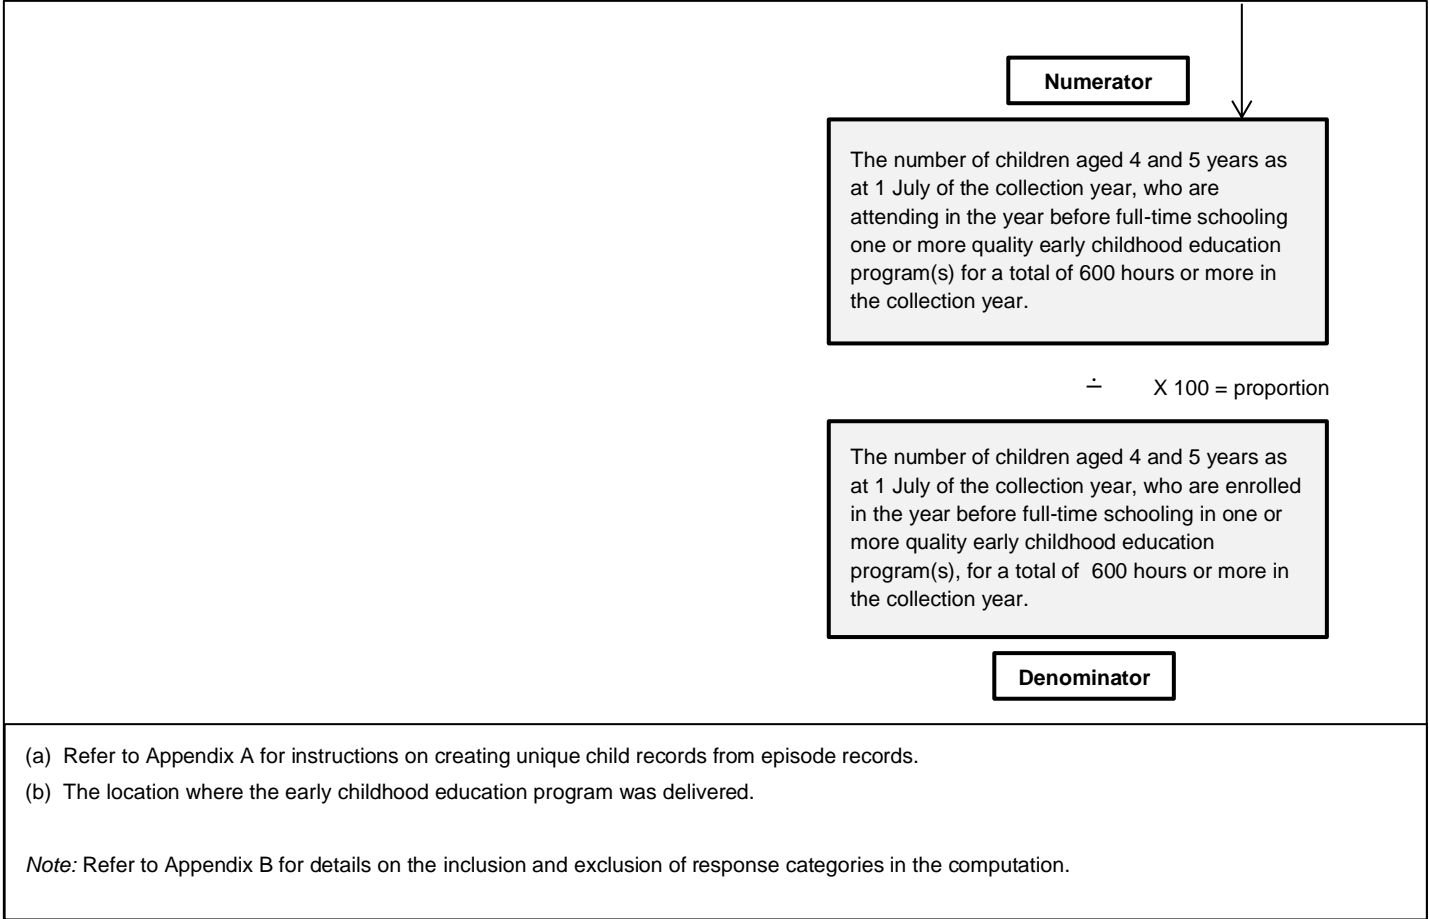 Numerator
The number of children aged 4 and 5 years as
at 1 July of the collection year, who are
attending in the year before full-time schooling
one or more quality early childhood education
program(s) for a total of 600 hours or more in
the collection year.
∸ X 100 = proportion
The number of children aged 4 and 5 years as
at 1 July of the collection year, who are enrolled
in the year before full-time schooling in one or
more quality early childhood education
program(s), for a total of  600 hours or more in
the collection year.
Denominator
(a) Refer to Appendix A for instructions on creating unique child records from episode records.
(b) The location where the early childhood education program was delivered.
Note: Refer to Appendix B for details on the inclusion and exclusion of response categories in the computation.